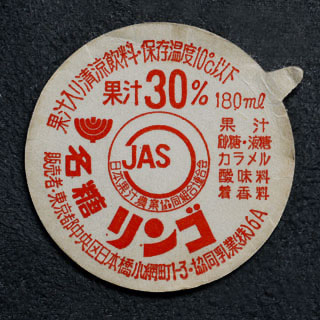 果汁入り清涼飲料・保存温度10℃以下
果汁30% 180ml
JAS
日本果汁農業協同組合連合会
果汁
砂糖・液糖
カラメル
酸味料
着香料
名糖
リンゴ
販売者・東京都中央区日本橋小網町17-3・協同乳業(株)6A